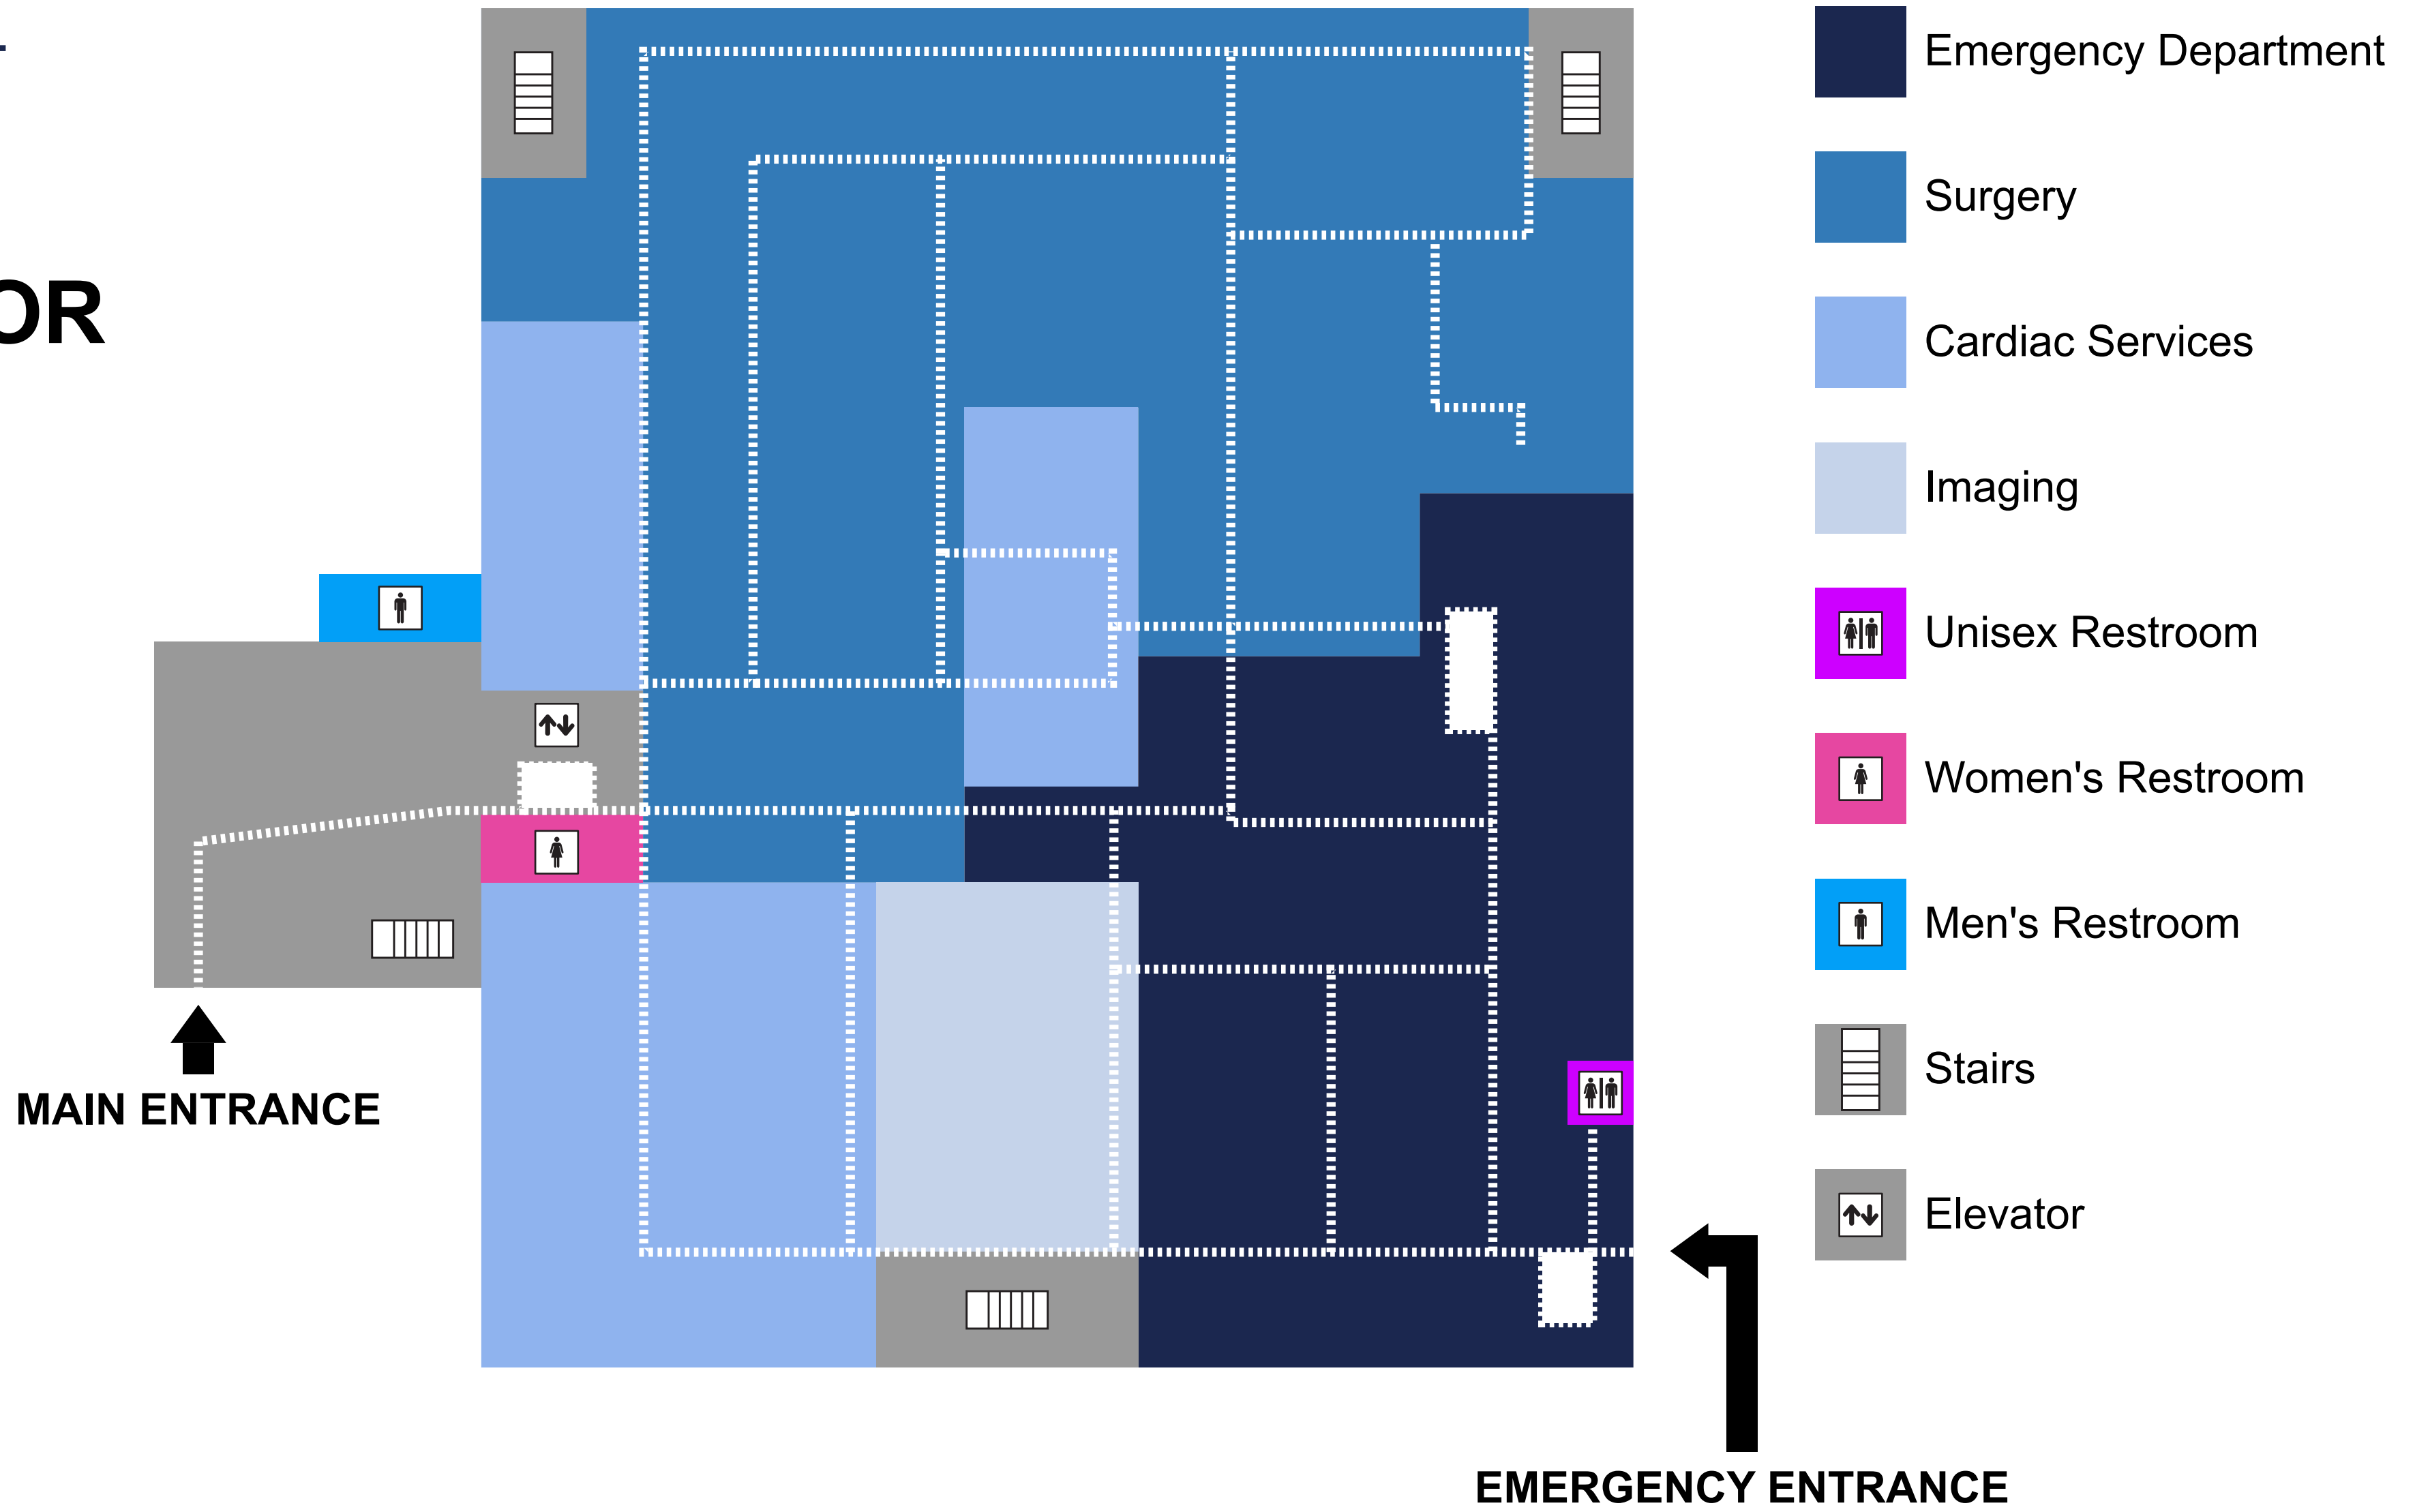 OR
MAIN ENTRANCE
EMERGENCY ENTRANCE
Emergency Department
Surgery
Cardiac Services
Imaging
Unisex Restroom
Women's Restroom
Men's Restroom
Stairs
Elevator